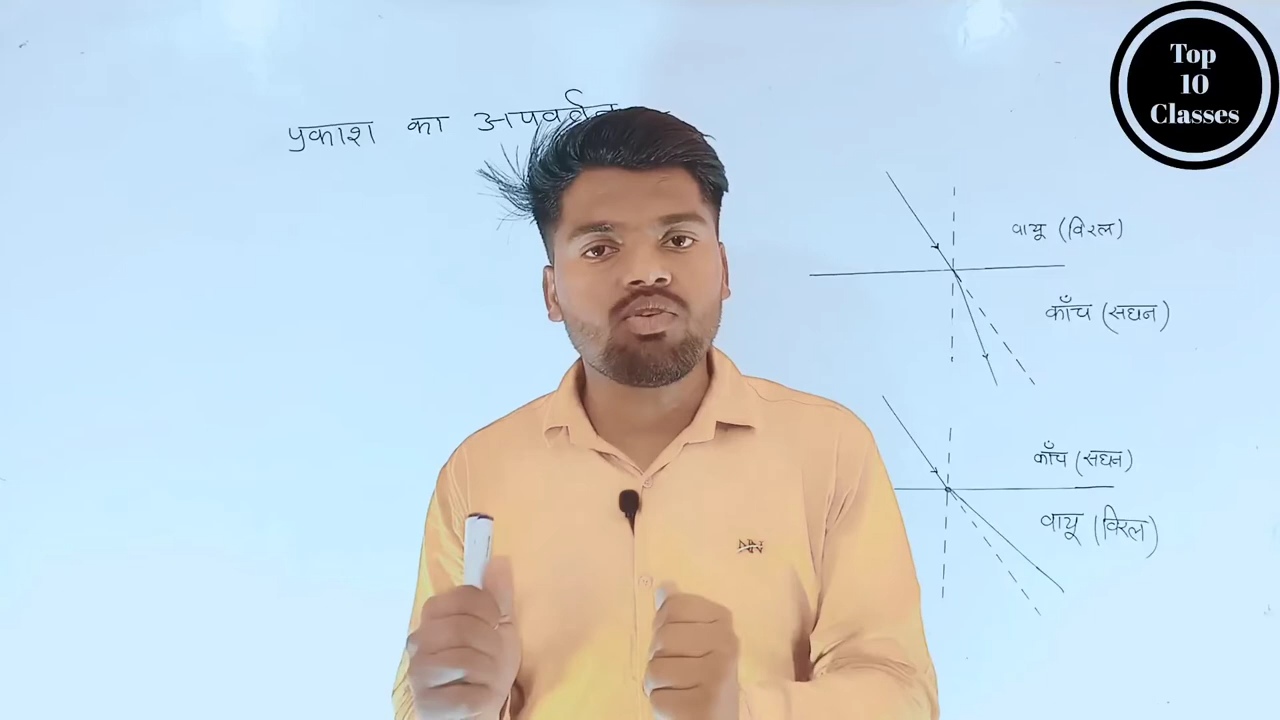 प्रकाश का
Top
10
Classes
वायु (विरल)
काँच (सघन)
काँच (सघन)
वायु (विरल)